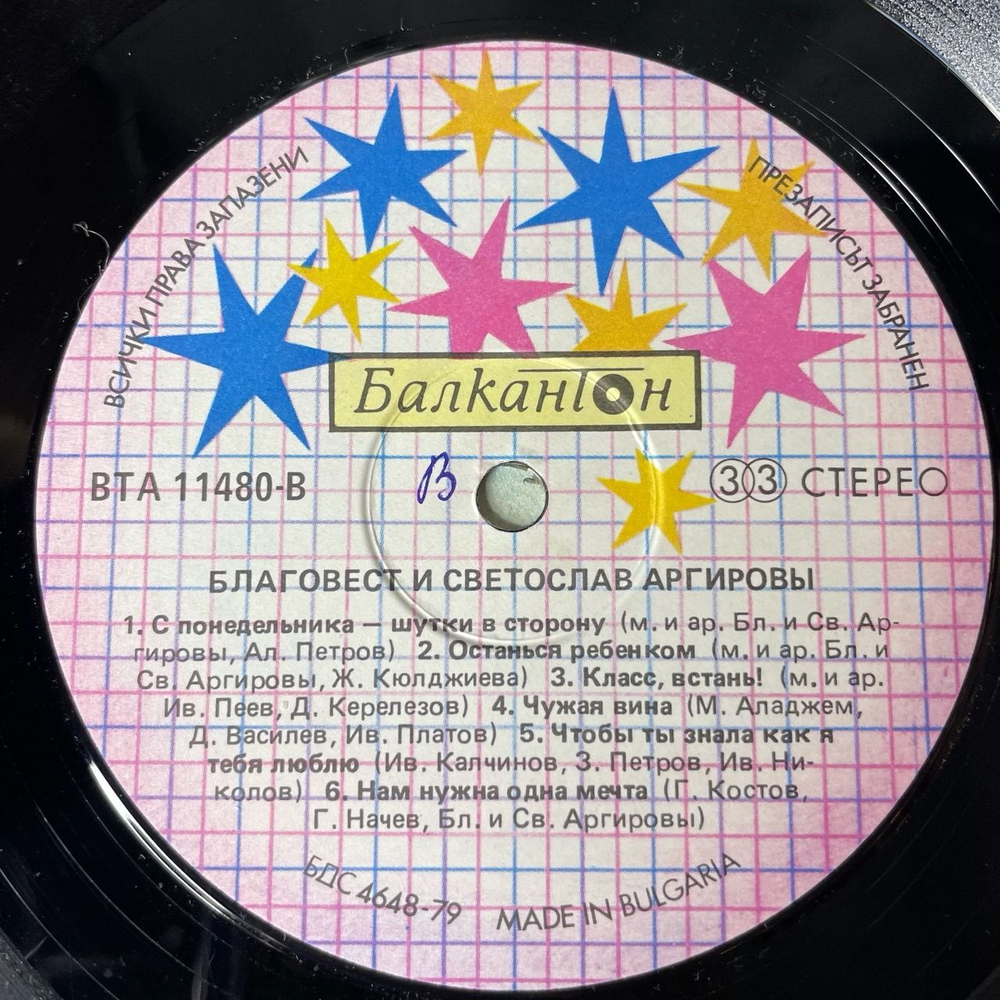 ВСИЧКИ ПРАВА ЗАПАЗЕНИ
ПРЕЗАПИСЪТ ЗАБРАНЕН
Балкантон
ВТА 11480-В
В
33 СТЕРЕО
БЛАГОВЕСТ И СВЕТОСЛАВ АРГИРОВЫ
1. С понедельника — шутки в сторону (м. и ар. Бл. и Св. Ар-
гировы, Ал. Петров) 2. Останься ребенком (м. и ар. Бл. и
Св. Аргировы, Ж. Кюлджиева) 3. Класс, встань! (м. и ар.
Ив. Пеев, Д. Керелезов) 4. Чужая вина (М. Аладжем,
Д. Василев, Ив. Платов) 5. Чтобы ты знала как я
тебя люблю (Ив. Калчинов, З. Петров, Ив. Ни-
колов) 6. Нам нужна одна мечта (Г. Костов,
Г. Начев, Бл. и Св. Аргировы)
БДС 4648-79 MADE IN BULGARIA